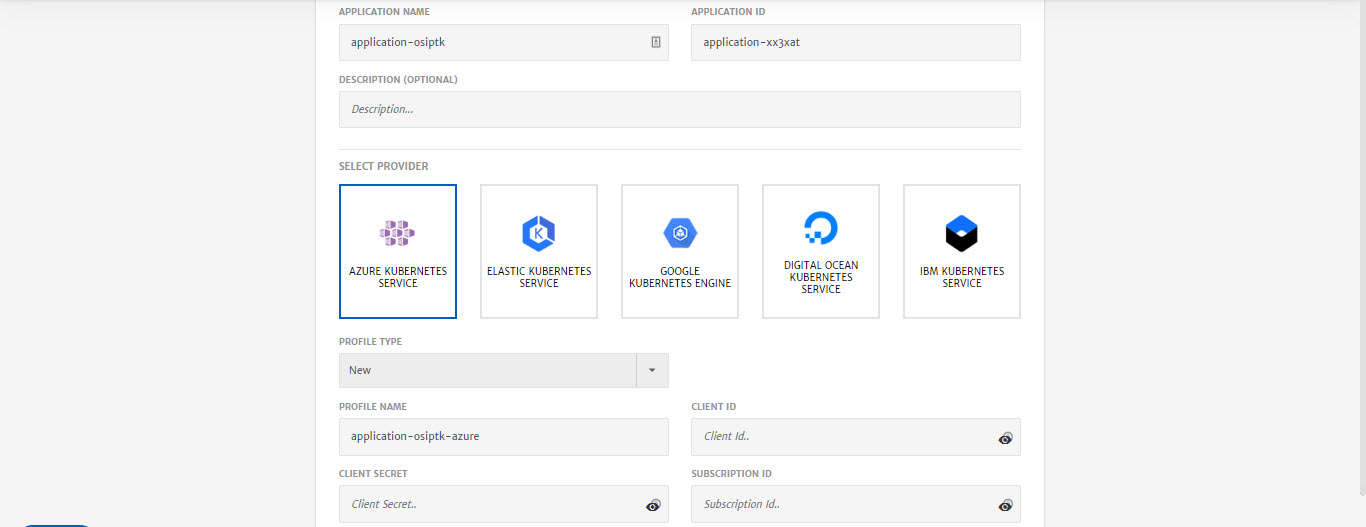 APPLICATION NAME
APPLICATION ID
application-osiptk
application-xx3xat
DESCRIPTION (OPTIONAL)
Description...
SELECT PROVIDER
K
AZURE KUBERNETES
SERVICE
ELASTIC KUBERNETES
SERVICE
GOOGLE
KUBERNETES ENGINE
DIGITAL OCEAN
KUBERNETES
SERVICE
IBM KUBERNETES
SERVICE
PROFILE TYPE
New
PROFILE NAME
CLIENT ID
application-osiptk-azure
Client Id..
CLIENT SECRET
SUBSCRIPTION ID
Client Secret..
Subscription Id..